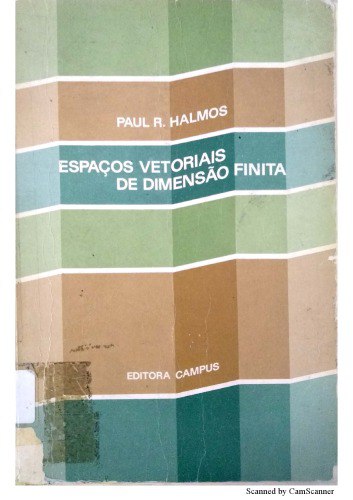 PAUL R. HALMOS
ESPAÇOS VETORIAIS
DE DIMENSÃO FINITA
EDITORA CAMPUS
Scanned by CamScanner